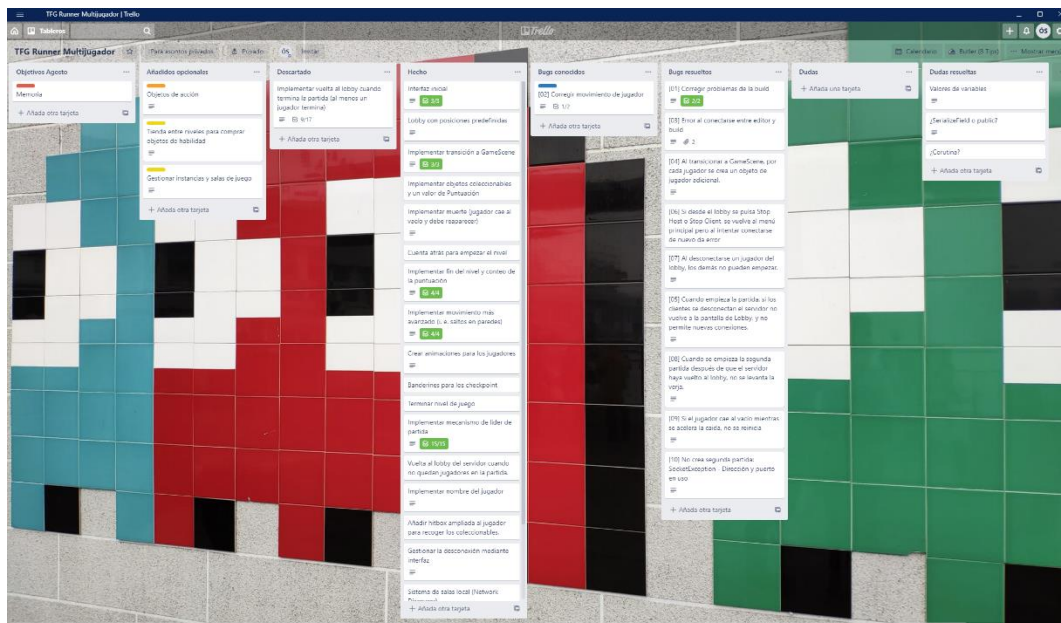 TFG Runner Multijugador | Trello
Tableros
Trello
ÓS
TFG Runner Multijugador
Para asuntos privados
Privado
ÓS
Invitar
Calendario
Butler (6 Tips)
Mostrar menú
Objetivos Agosto
Memoria
+ Añada otra tarjeta
Añadidos opcionales
Objetos de acción
Tienda entre niveles para comprar
objetos de habilidad
Gestionar instancias y salas de juego
+ Añada otra tarjeta
Descartado
Implementar vuelta al lobby cuando
termina la partida (al menos un
jugador termina)
9/17
+ Añada otra tarjeta
Hecho
Interfaz inicial
3/3
Lobby con posiciones predefinidas
Implementar transición a GameScene
3/3
Implementar objetos coleccionables
y un valor de Puntuación
Implementar muerte (jugador cae al
vacío y debe reaparecer)
Cuenta atrás para empezar el nivel
Implementar fin del nivel y conteo de
la puntuación
4/4
Implementar movimiento más
avanzado (i. e. saltos en paredes)
4/4
Crear animaciones para los jugadores
Banderines para los checkpoint
Terminar nivel de juego
Implementar mecanismo de líder de
partida
15/15
Vuelta al lobby del servidor cuando
no quedan jugadores en la partida
Implementar nombre del jugador
Añadir hitbox ampliada al jugador
para recoger los coleccionables.
Gestionar la desconexión mediante
interfaz
Sistema de salas local (Network
+ Añada otra tarjeta
Bugs conocidos
[02] Corregir movimiento de jugador
1/2
+ Añada otra tarjeta
Bugs resueltos
[01] Corregir problemas de la build
2/2
[03] Error al conectarse entre editor y
build
2
[04] Al transicionar a GameScene, por
cada jugador se crea un objeto de
jugador adicional.
[06] Si desde el lobby se pulsa Stop
Host o Stop Client, se vuelve al menú
principal pero al intentar conectarse
de nuevo da error
[07] Al desconectarse un jugador del
lobby, los demás no pueden empezar.
[05] Cuando empieza la partida, si los
clientes se desconectan el servidor no
vuelve a la pantalla de Lobby, y no
permite nuevas conexiones.
[08] Cuando se empieza la segunda
partida después de que el servidor
haya vuelto al lobby, no se levanta la
verja.
[09] Si el jugador cae al vacío mientras
se acelera la caída, no se reinicia
[10] No crea segunda partida:
SocketException - Dirección y puerto
en uso
+ Añada otra tarjeta
Dudas
+ Añada una tarjeta
Dudas resueltas
Valores de variables
¿SerializeField o public?
¿Corutina?
+ Añada otra tarjeta